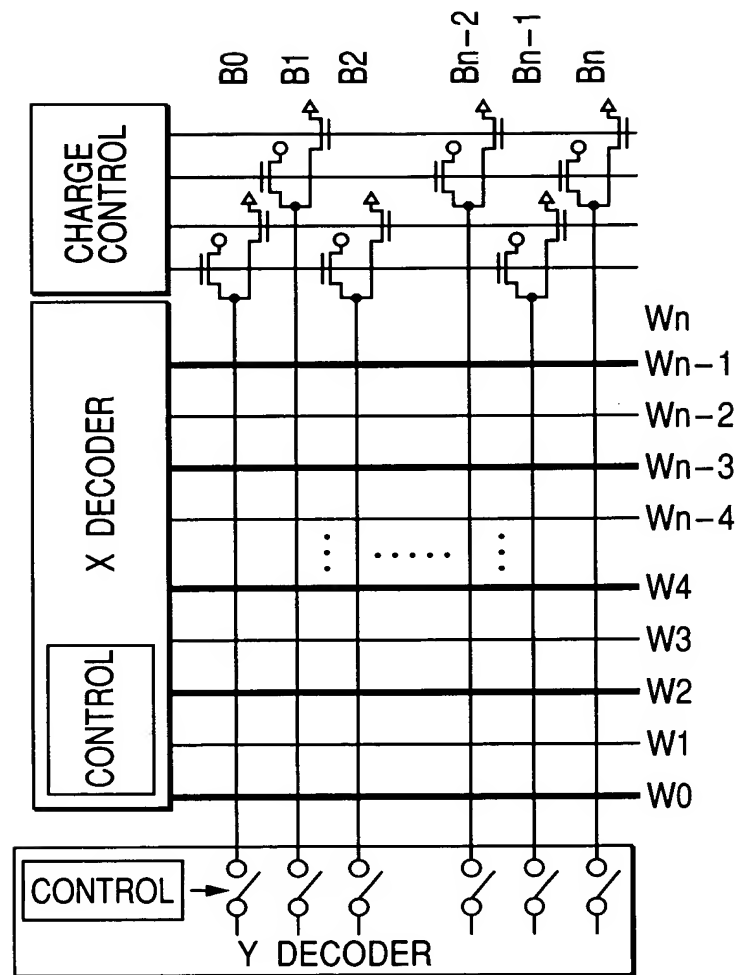 B0
B1
B2
Bn-2
Bn-1
Bn
CHARGE
CONTROL
X DECODER
CONTROL
Wn
Wn-1
Wn-2
Wn-3
Wn-4
W4
W3
W2
W1
W0
CONTROL
Y DECODER